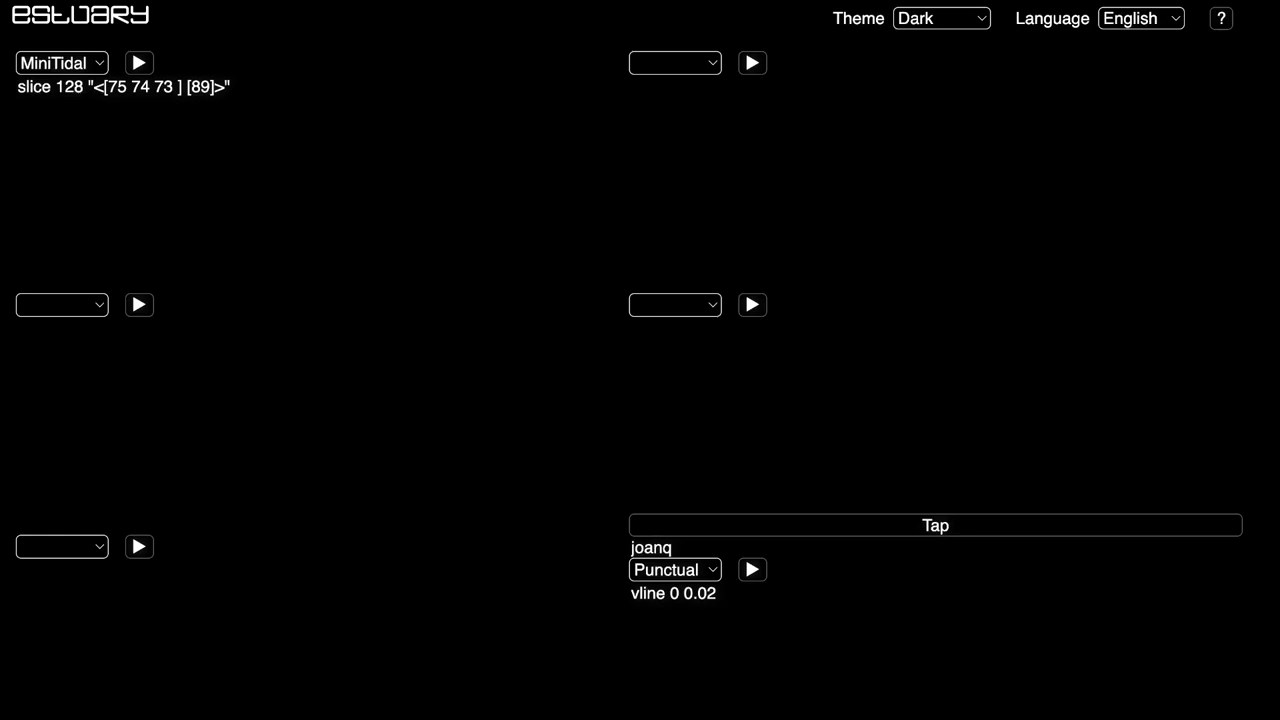 estuary
Theme Dark Language English ?
MiniTidal
slice 128 "<[75 74 73 ] [89]>"
Tap
joanq
Punctual
vline 0 0.02